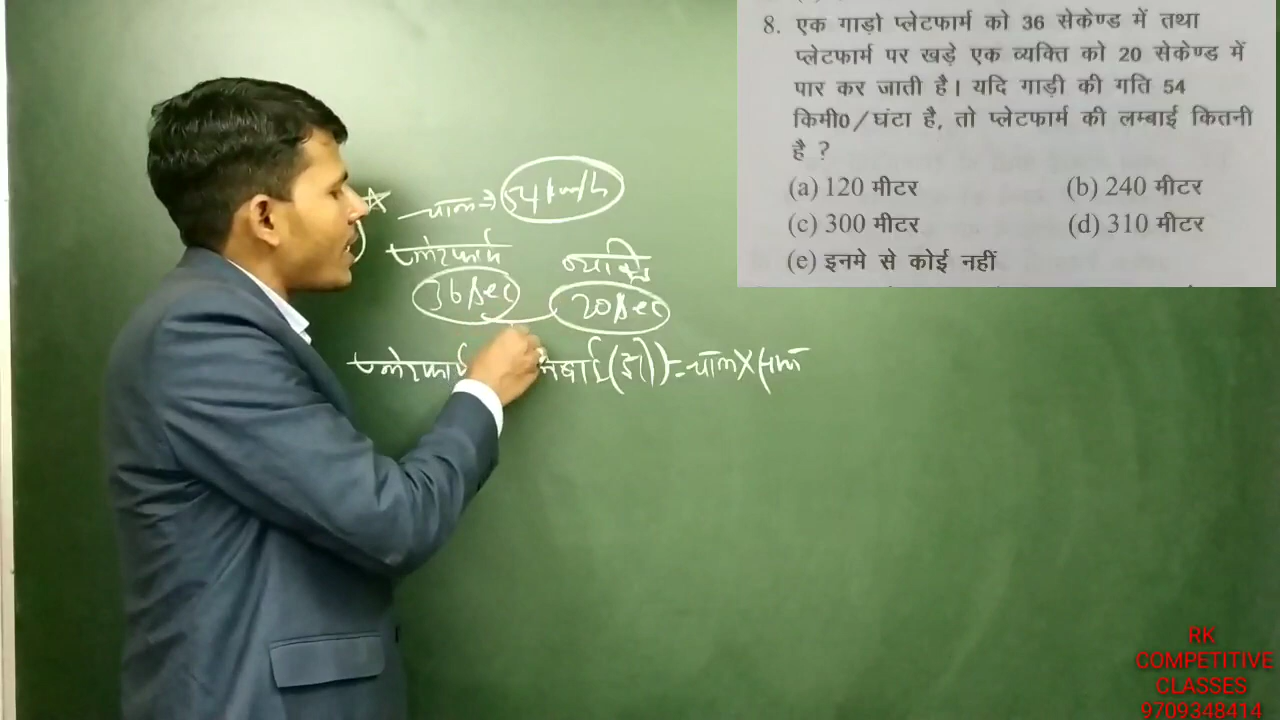 8. एक गाड़ो प्लेटफार्म को 36 सेकेण्ड में तथा
प्लेटफार्म पर खड़े एक व्यक्ति को 20 सेकेण्ड में
पार कर जाती है। यदि गाड़ी की गति 54
किमी0/घंटा है, तो प्लेटफार्म की लम्बाई कितनी
है ?
(a) 120 मीटर (b) 240 मीटर
(c) 300 मीटर (d) 310 मीटर
(e) इनमे से कोई नहीं
चाल ⇒ 54 km/h
प्लेटफार्म व्यक्ति
36 sec 20 sec
प्लेटफार्म = चाल X
RK
COMPETITIVE
CLASSES
9709348414